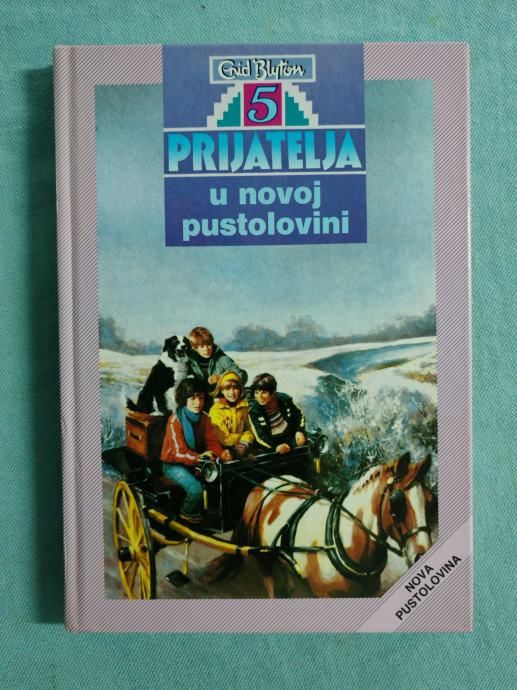 Enid Blyton
5
PRIJATELJA
u novoj
pustolovini
NOVA
PUSTOLOVINA